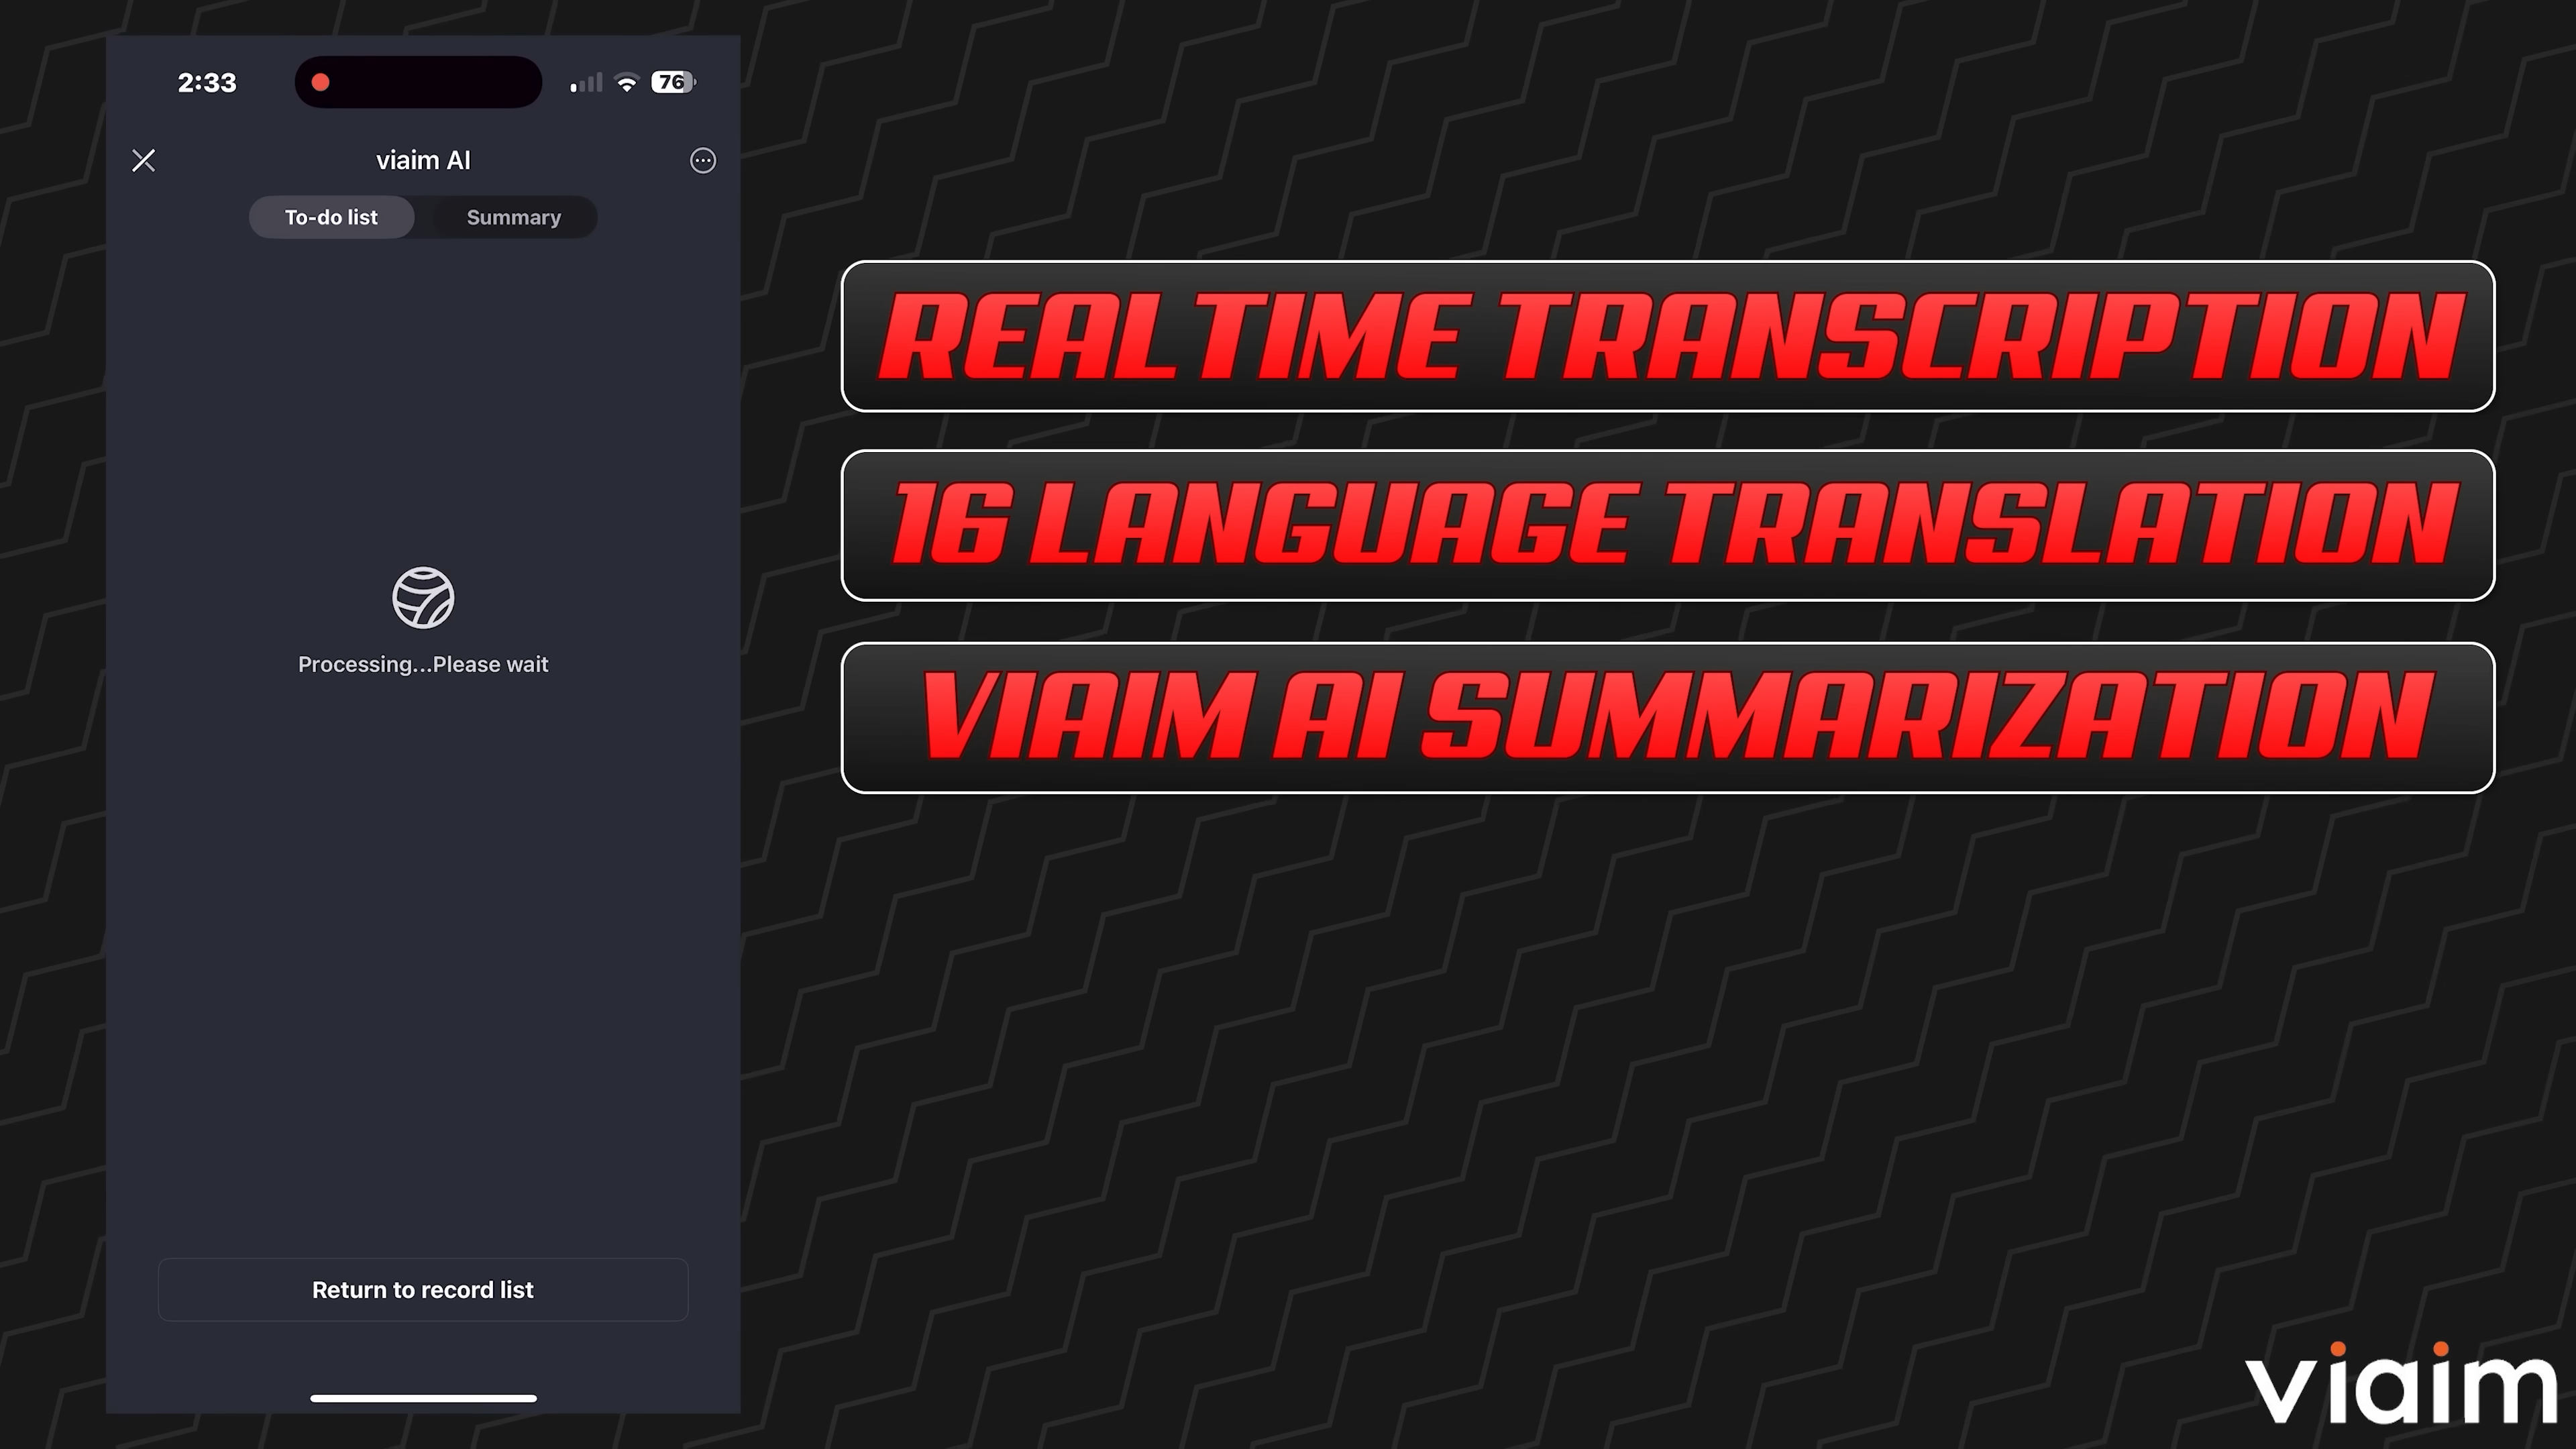 2:33
76
viaim AI
To-do list
Summary
Processing...Please wait
Return to record list
REALTIME TRANSCRIPTION
16 LANGUAGE TRANSLATION
VIAIM AI SUMMARIZATION
viaim